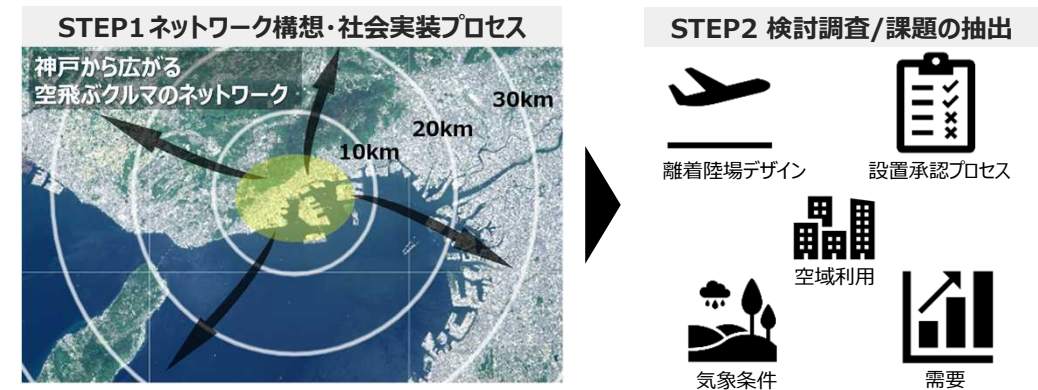 STEP1 ネットワーク構想・社会実装プロセス
神戸から広がる
空飛ぶクルマのネットワーク
30km
20km
10km
STEP2 検討調査/課題の抽出
離着陸場デザイン
設置承認プロセス
空域利用
気象条件
需要